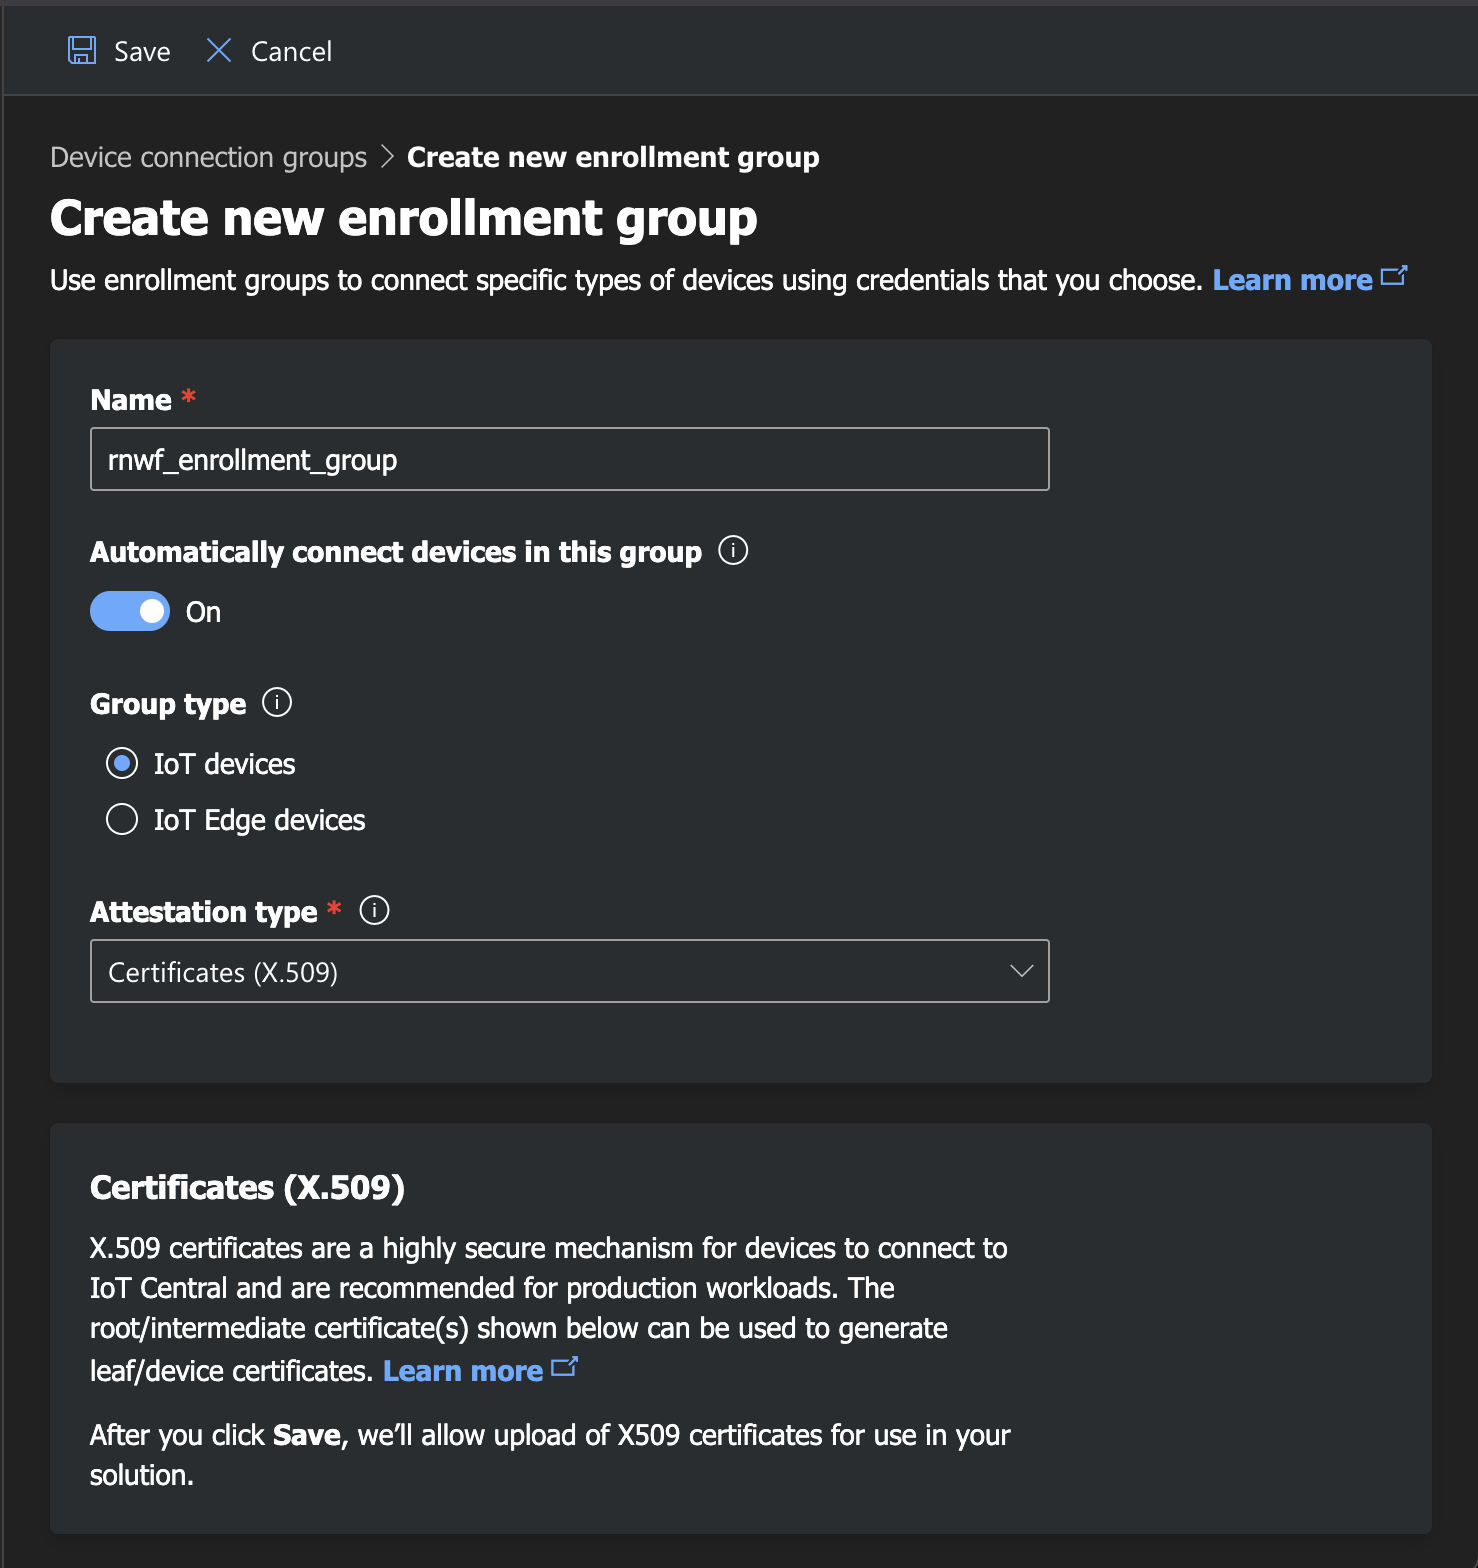 Save Cancel
Device connection groups > Create new enrollment group
Create new enrollment group
Use enrollment groups to connect specific types of devices using credentials that you choose. Learn more
Name *
rnwf_enrollment_group
Automatically connect devices in this group
On
Group type
IoT devices
IoT Edge devices
Attestation type *
Certificates (X.509)
Certificates (X.509)
X.509 certificates are a highly secure mechanism for devices to connect to
IoT Central and are recommended for production workloads. The
root/intermediate certificate(s) shown below can be used to generate
leaf/device certificates. Learn more
After you click Save, we’ll allow upload of X509 certificates for use in your
solution.